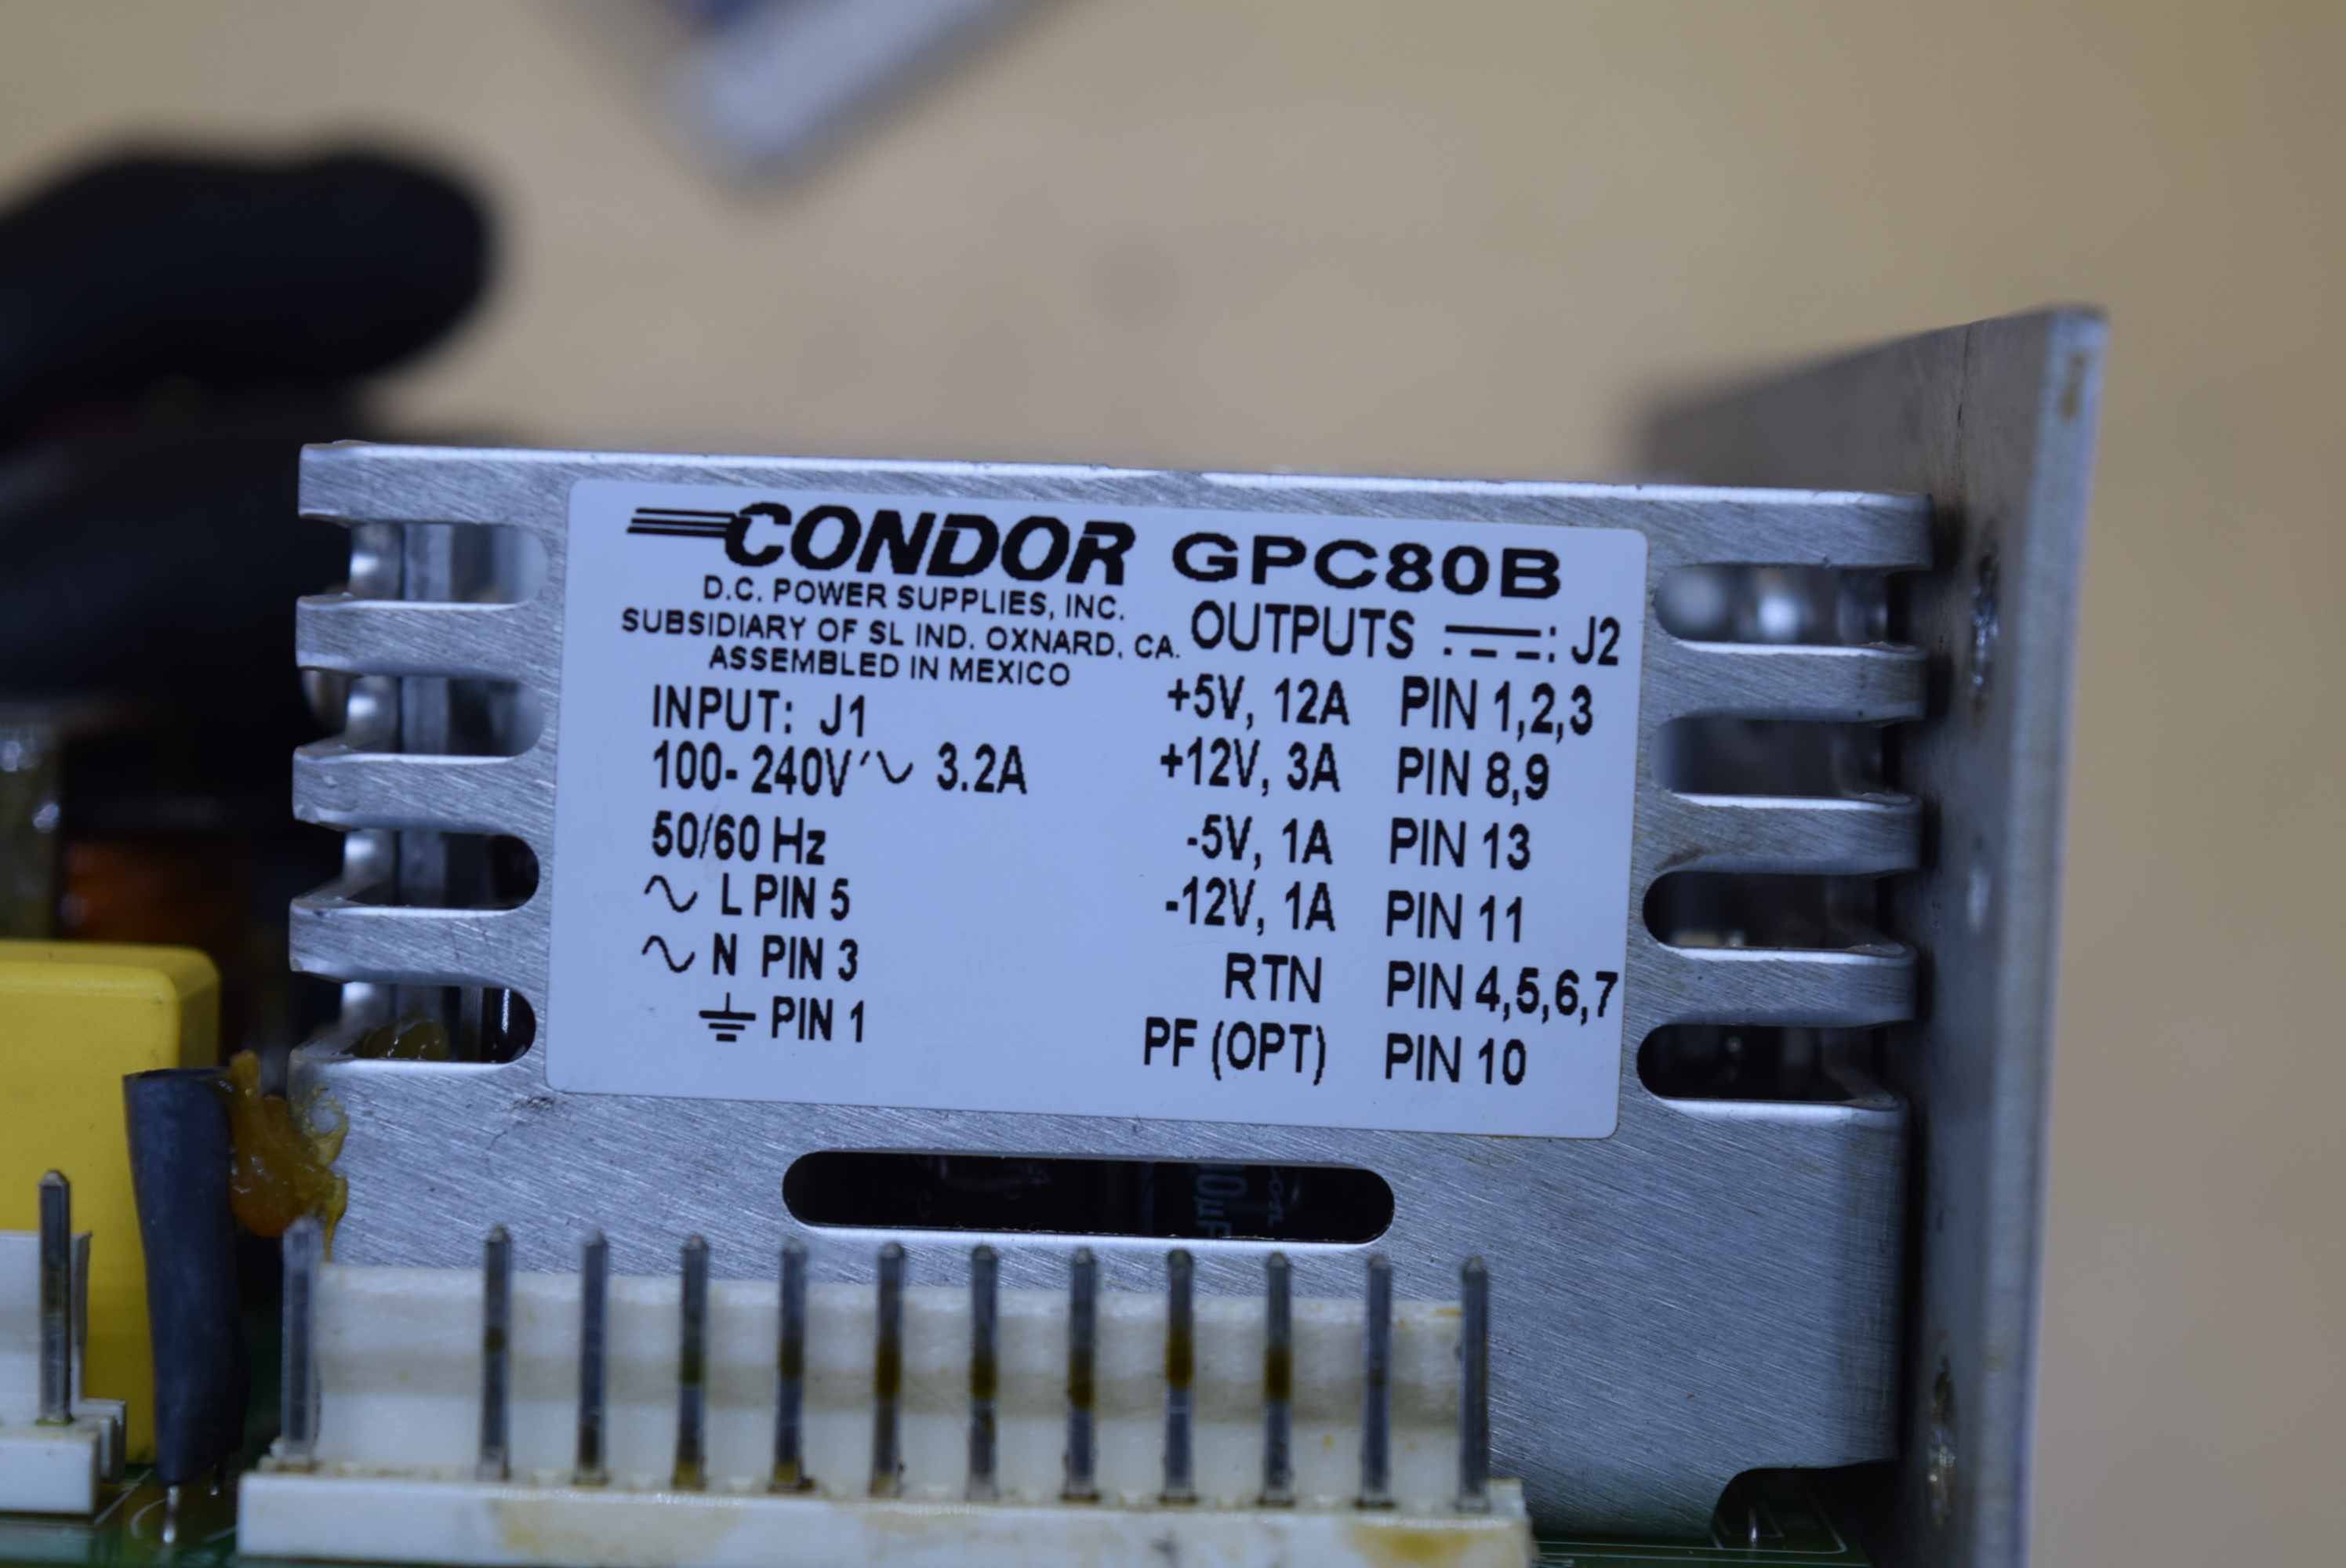 CONDOR GPC80B
D.C. POWER SUPPLIES, INC.
SUBSIDIARY OF SL IND. OXNARD, CA.
ASSEMBLED IN MEXICO
INPUT: J1
100-240V 3.2A
50/60 Hz
L PIN 5
N PIN 3
PIN 1
OUTPUTS : J2
+5V, 12A PIN 1,2,3
+12V, 3A PIN 8,9
-5V, 1A PIN 13
-12V, 1A PIN 11
RTN PIN 4,5,6,7
PF (OPT) PIN 10